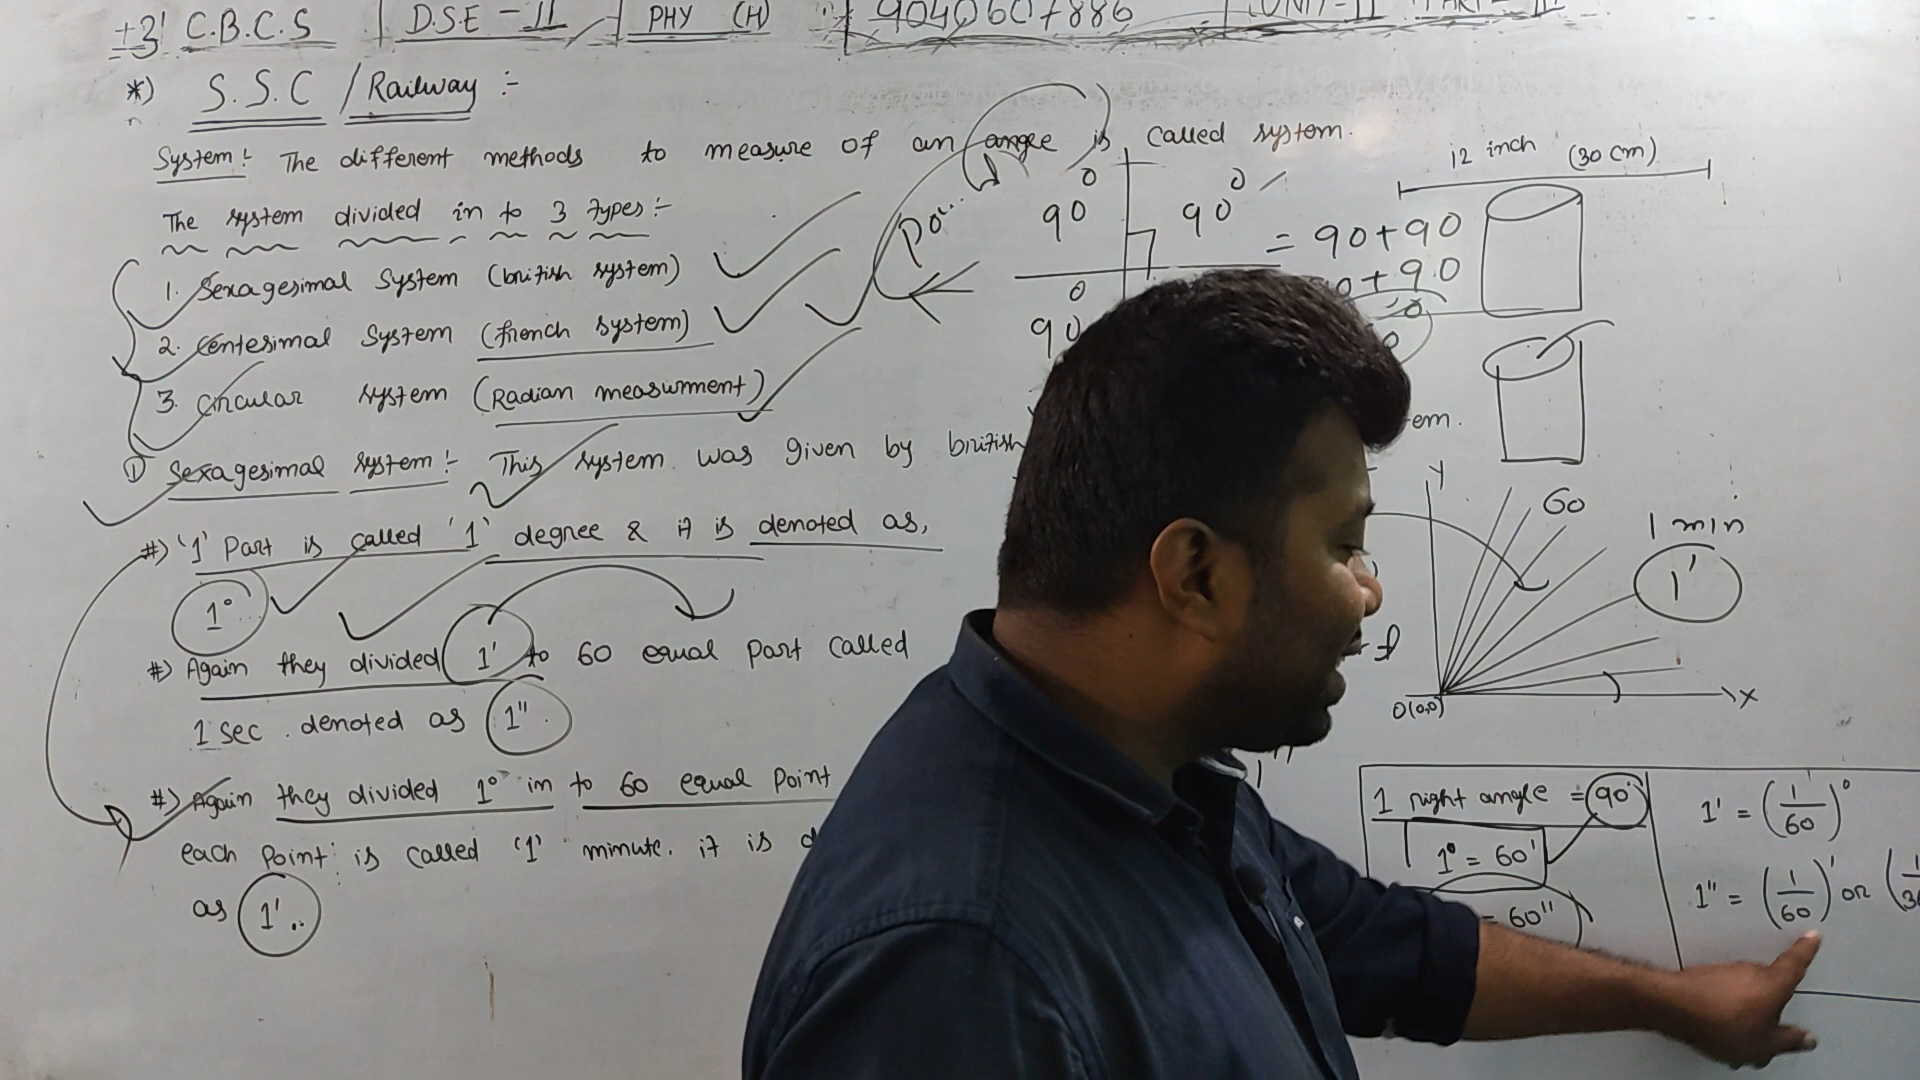 +3' C.B.C.S | D.S.E - II | PHY (H)
*) S.S.C / Railway :-
System :- The different methods to measure of an angle is called system.
The system divided in to 3 types :-
1. Sexagesimal System (british system)
2. Centesimal System (french system)
3. Circular system (Radian measurment)
① Sexagesimal system :- This system was given by british
#) '1' Part is called '1' degree & it is denoted as,
1°
#) Again they divided 1' to 60 equal part called
1 sec. denoted as 1''.
#) Again they divided 1° in to 60 equal Point
each Point is called '1' minute. it is d
as 1'..
12 inch (30 cm)
90° 90° = 90+90
+90
90
em.
Y
60
1 min
1'
O(0,0)
X
1 right angle = 90°
1° = 60'
= 60''
1' = (1/60)°
1'' = (1/60)' or